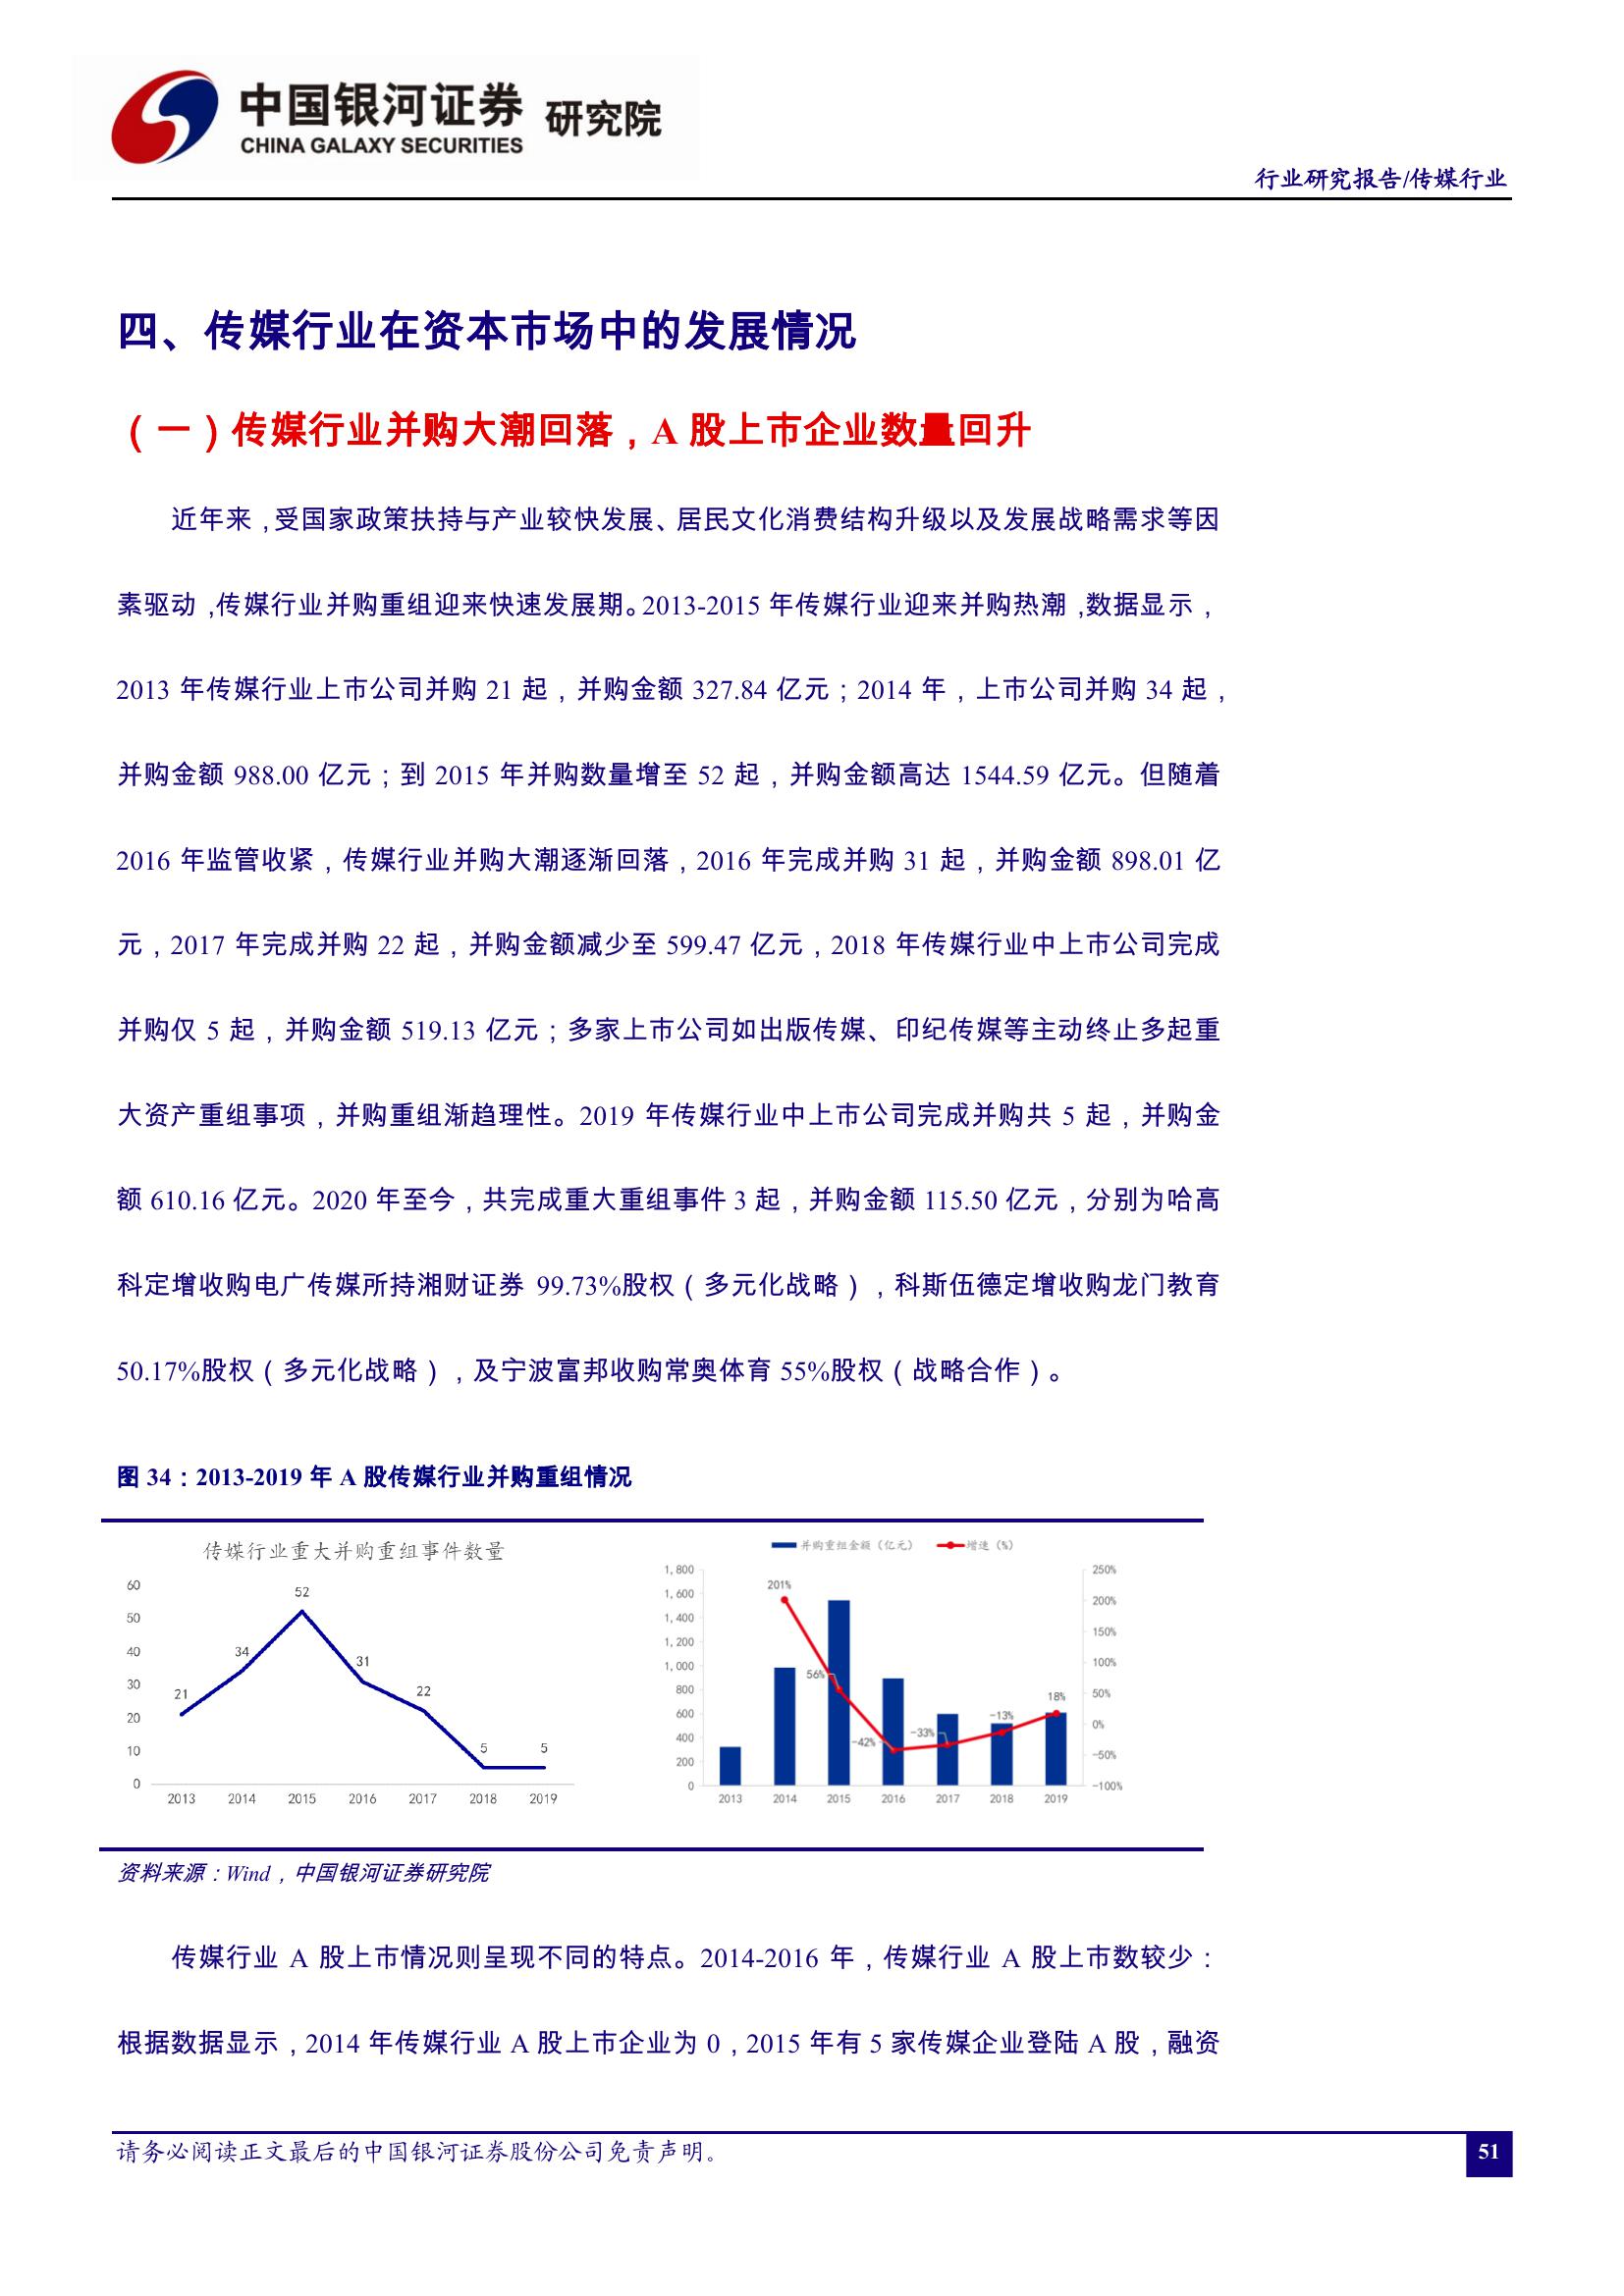 中国银河证券 研究院
CHINA GALAXY SECURITIES
行业研究报告/传媒行业
四、传媒行业在资本市场中的发展情况
（一）传媒行业并购大潮回落，A 股上市企业数量回升
近年来，受国家政策扶持与产业较快发展、居民文化消费结构升级以及发展战略需求等因
素驱动，传媒行业并购重组迎来快速发展期。2013-2015 年传媒行业迎来并购热潮，数据显示，
2013 年传媒行业上市公司并购 21 起，并购金额 327.84 亿元；2014 年，上市公司并购 34 起，
并购金额 988.00 亿元；到 2015 年并购数量增至 52 起，并购金额高达 1544.59 亿元。但随着
2016 年监管收紧，传媒行业并购大潮逐渐回落，2016 年完成并购 31 起，并购金额 898.01 亿
元，2017 年完成并购 22 起，并购金额减少至 599.47 亿元，2018 年传媒行业中上市公司完成
并购仅 5 起，并购金额 519.13 亿元；多家上市公司如出版传媒、印纪传媒等主动终止多起重
大资产重组事项，并购重组渐趋理性。2019 年传媒行业中上市公司完成并购共 5 起，并购金
额 610.16 亿元。2020 年至今，共完成重大重组事件 3 起，并购金额 115.50 亿元，分别为哈高
科定增收购电广传媒所持湘财证券 99.73%股权（多元化战略），科斯伍德定增收购龙门教育
50.17%股权（多元化战略），及宁波富邦收购常奥体育 55%股权（战略合作）。
图 34：2013-2019 年 A 股传媒行业并购重组情况
传媒行业重大并购重组事件数量
60
50
40
30
20
10
0
21
34
52
31
22
5
5
2013 2014 2015 2016 2017 2018 2019
并购重组金额（亿元） 增速（%）
1,800
1,600
1,400
1,200
1,000
800
600
400
200
0
201%
56%
-42%
-33%
-13%
18%
250%
200%
150%
100%
50%
0%
-50%
-100%
2013 2014 2015 2016 2017 2018 2019
资料来源：Wind，中国银河证券研究院
传媒行业 A 股上市情况则呈现不同的特点。2014-2016 年，传媒行业 A 股上市数较少：
根据数据显示，2014 年传媒行业 A 股上市企业为 0，2015 年有 5 家传媒企业登陆 A 股，融资
请务必阅读正文最后的中国银河证券股份公司免责声明。
51